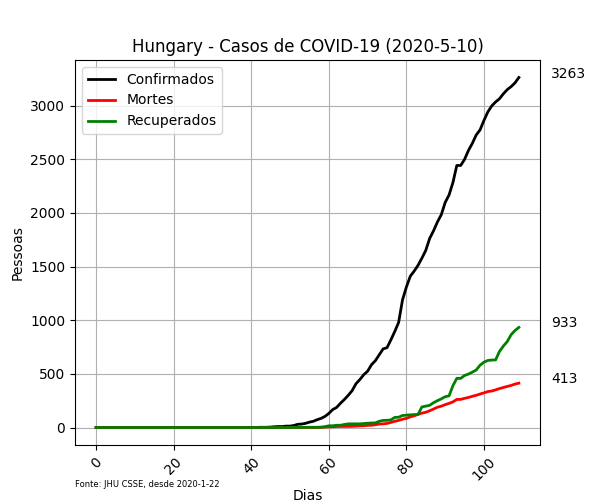 Hungary - Casos de COVID-19 (2020-5-10)
Confirmados
Mortes
Recuperados
3263
933
413
3000
2500
2000
1500
1000
500
0
Pessoas
0 20 40 60 80 100
Fonte: JHU CSSE, desde 2020-1-22
Dias